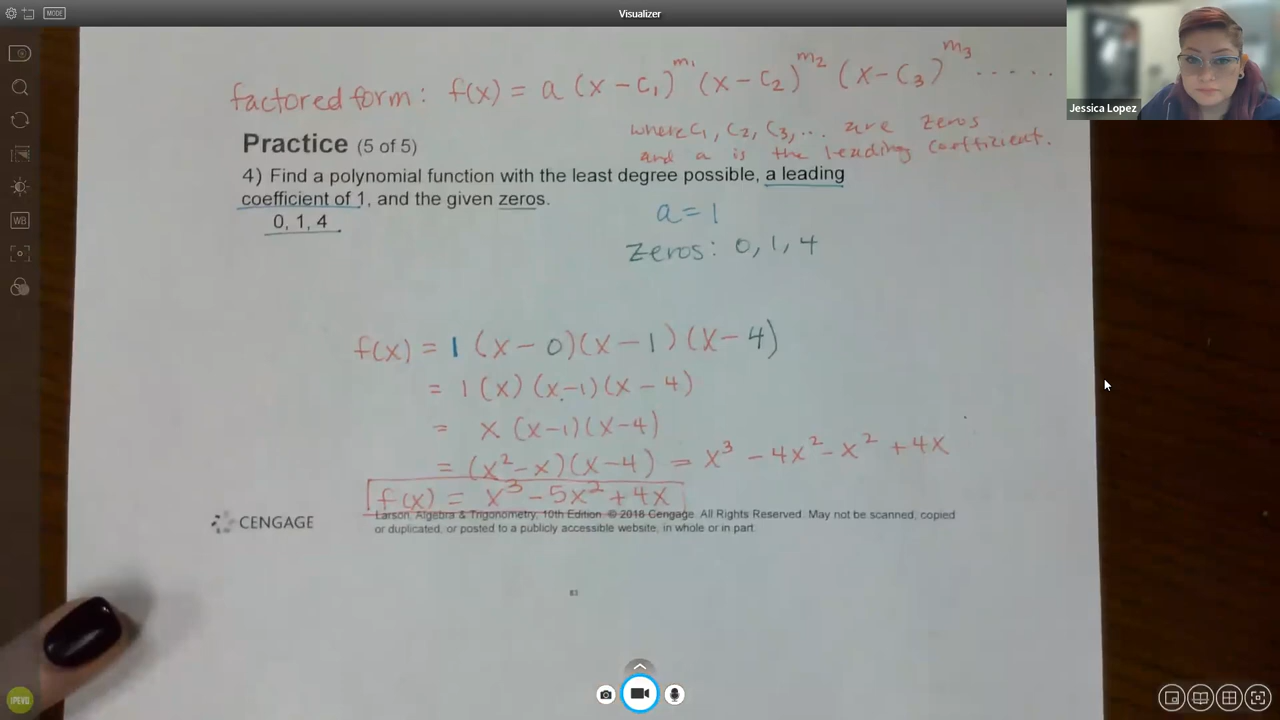 Visualizer
MODE
WB
Jessica Lopez
factored form: f(x) = a (x - c₁)^m₁ (x - c₂)^m₂ (x - c₃)^m₃ .....
where c₁, c₂, c₃, ... are zeros
and a is the leading coefficient.
Practice (5 of 5)
4) Find a polynomial function with the least degree possible, a leading
coefficient of 1, and the given zeros.
0, 1, 4
a = 1
zeros: 0, 1, 4
f(x) = 1 (x - 0)(x - 1)(x - 4)
= 1 (x) (x-1)(x - 4)
= x (x-1)(x-4)
= (x² - x)(x - 4) = x³ - 4x² - x² + 4x
f(x) = x³ - 5x² + 4x
CENGAGE
Larson, Algebra & Trigonometry, 10th Edition. © 2018 Cengage. All Rights Reserved. May not be scanned, copied
or duplicated, or posted to a publicly accessible website, in whole or in part.
63
IPEVO